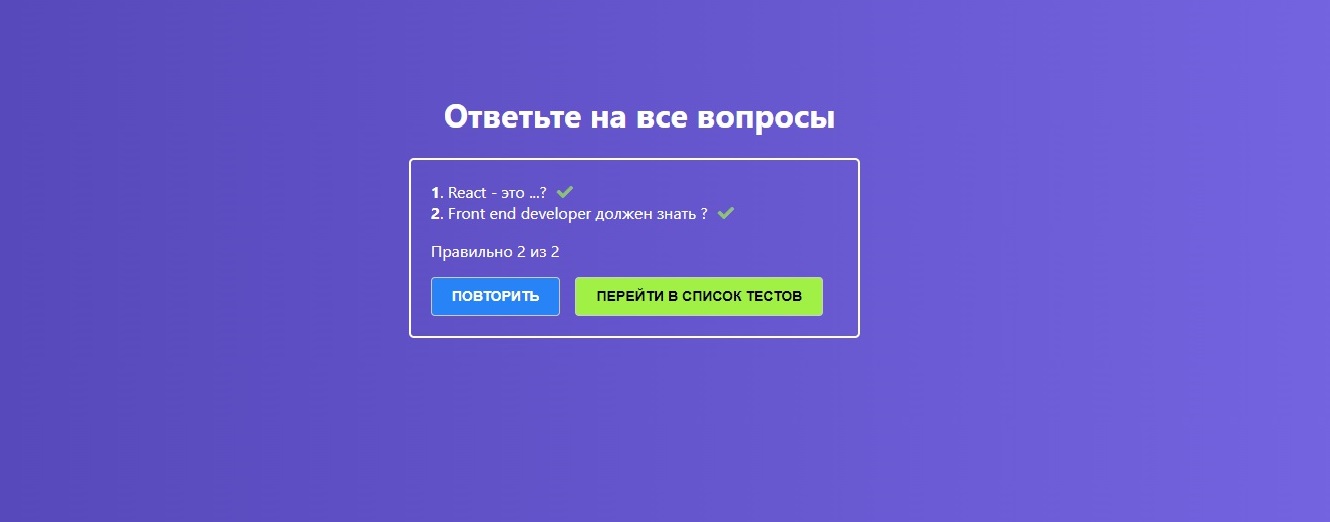 Ответьте на все вопросы
1. React - это ...?
2. Front end developer должен знать ?
Правильно 2 из 2
ПОВТОРИТЬ ПЕРЕЙТИ В СПИСОК ТЕСТОВ